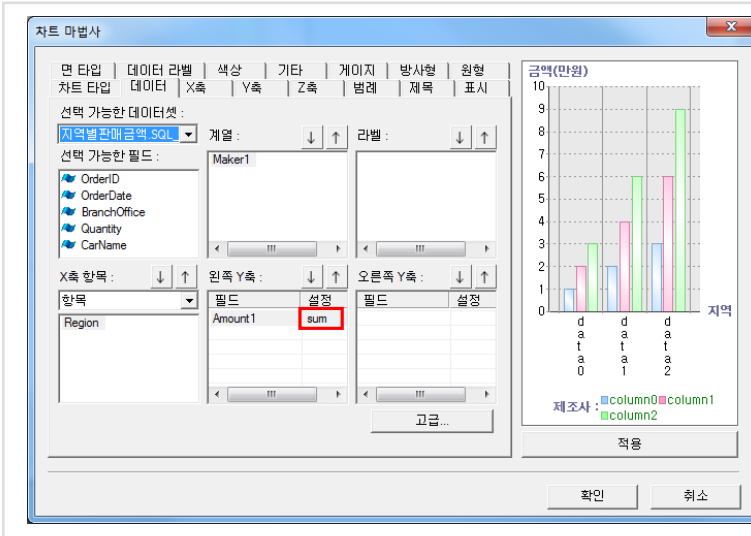 차트 마법사
면 타입 데이터 라벨 색상 기타 게이지 방사형 원형
차트 타입 데이터 X축 Y축 Z축 범례 제목 표시
선택 가능한 데이터셋 :
지역별판매금액.SQL_
선택 가능한 필드 :
OrderID
OrderDate
BranchOffice
Quantity
CarName
계열 :
Maker1
라벨 :
X축 항목 :
항목
Region
왼쪽 Y축 :
필드 설정
Amount1 sum
오른쪽 Y축 :
필드 설정
고급...
금액(만원)
10
9
8
7
6
5
4
3
2
1
0
지역
data0 data1 data2
제조사 : column0 column1
column2
적용
확인 취소